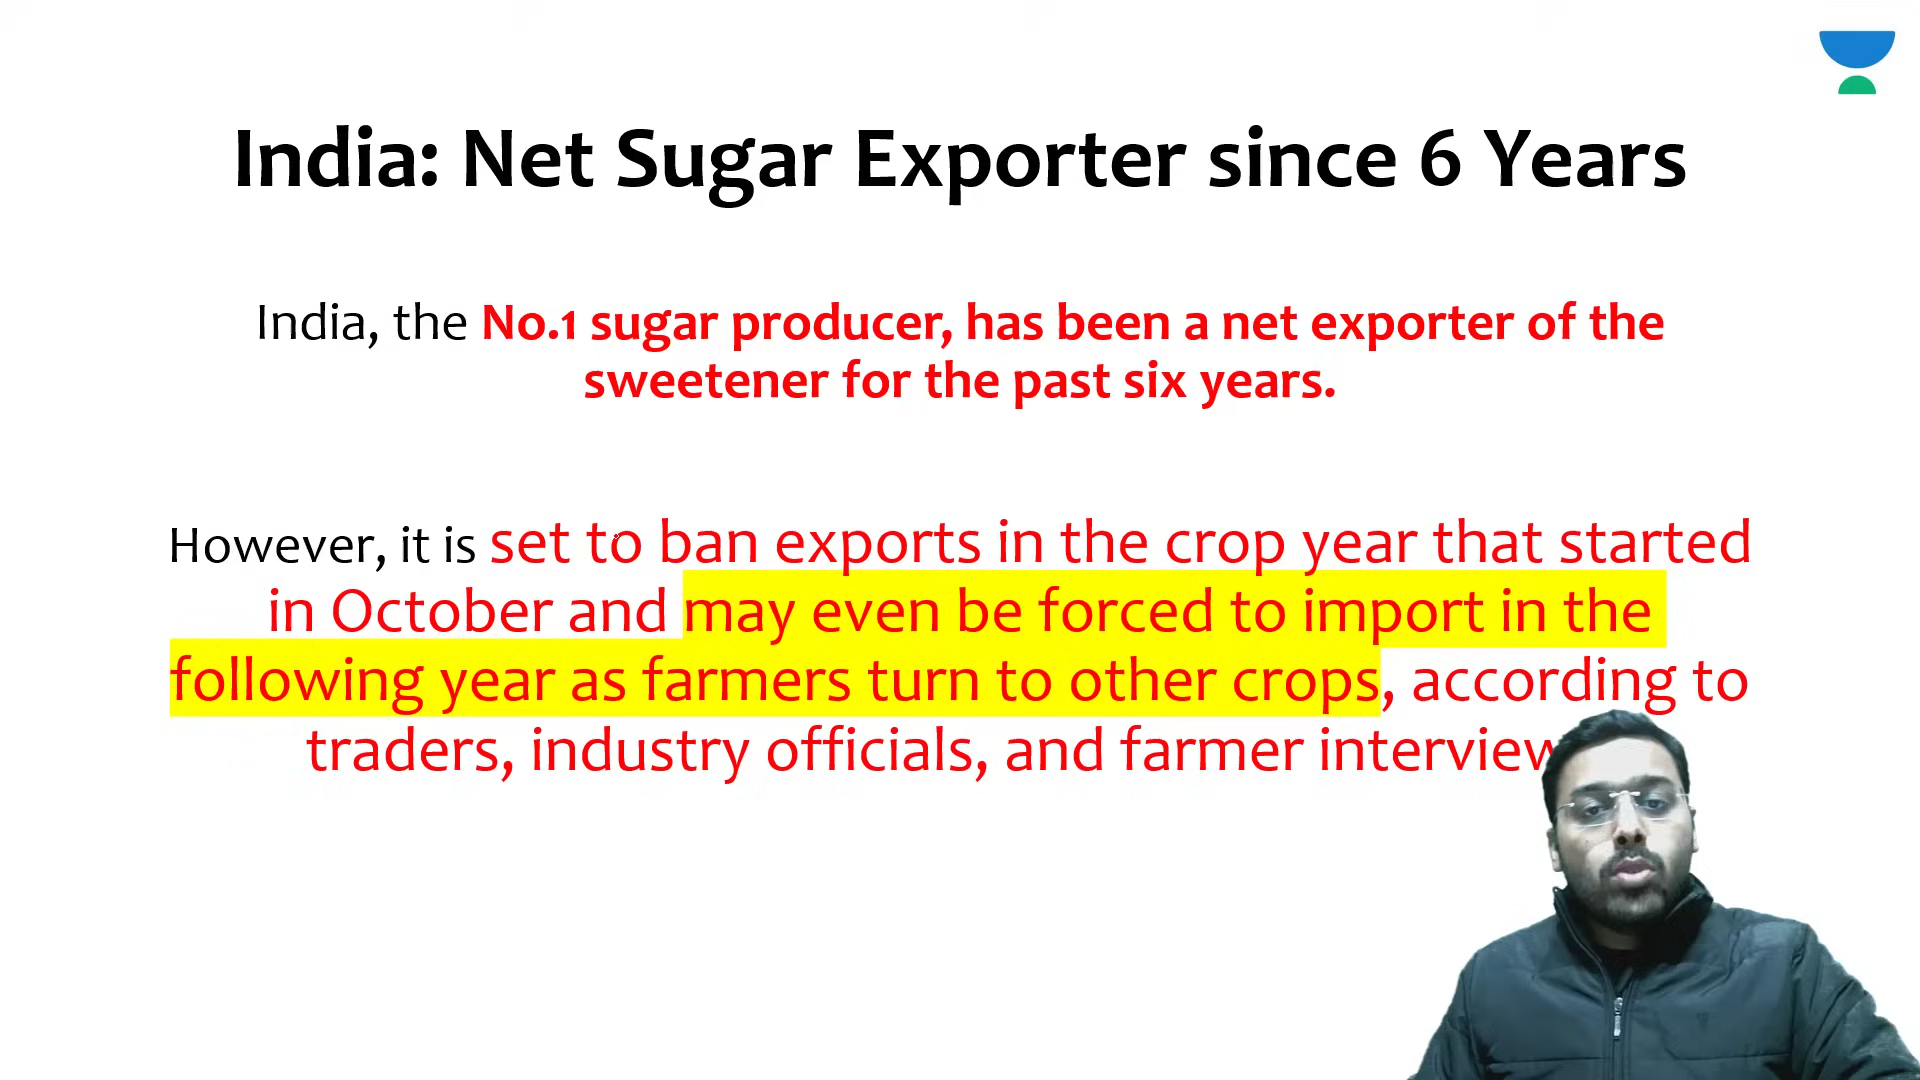 India: Net Sugar Exporter since 6 Years
India, the No.1 sugar producer, has been a net exporter of the
sweetener for the past six years.
However, it is set to ban exports in the crop year that started
in October and may even be forced to import in the
following year as farmers turn to other crops, according to
traders, industry officials, and farmer